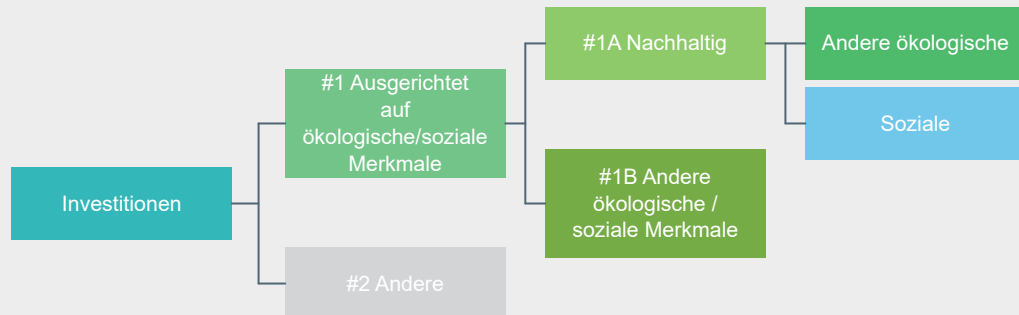 Investitionen
#1 Ausgerichtet
auf
ökologische/soziale
Merkmale
#2 Andere
#1A Nachhaltig
#1B Andere
ökologische /
soziale Merkmale
Andere ökologische
Soziale